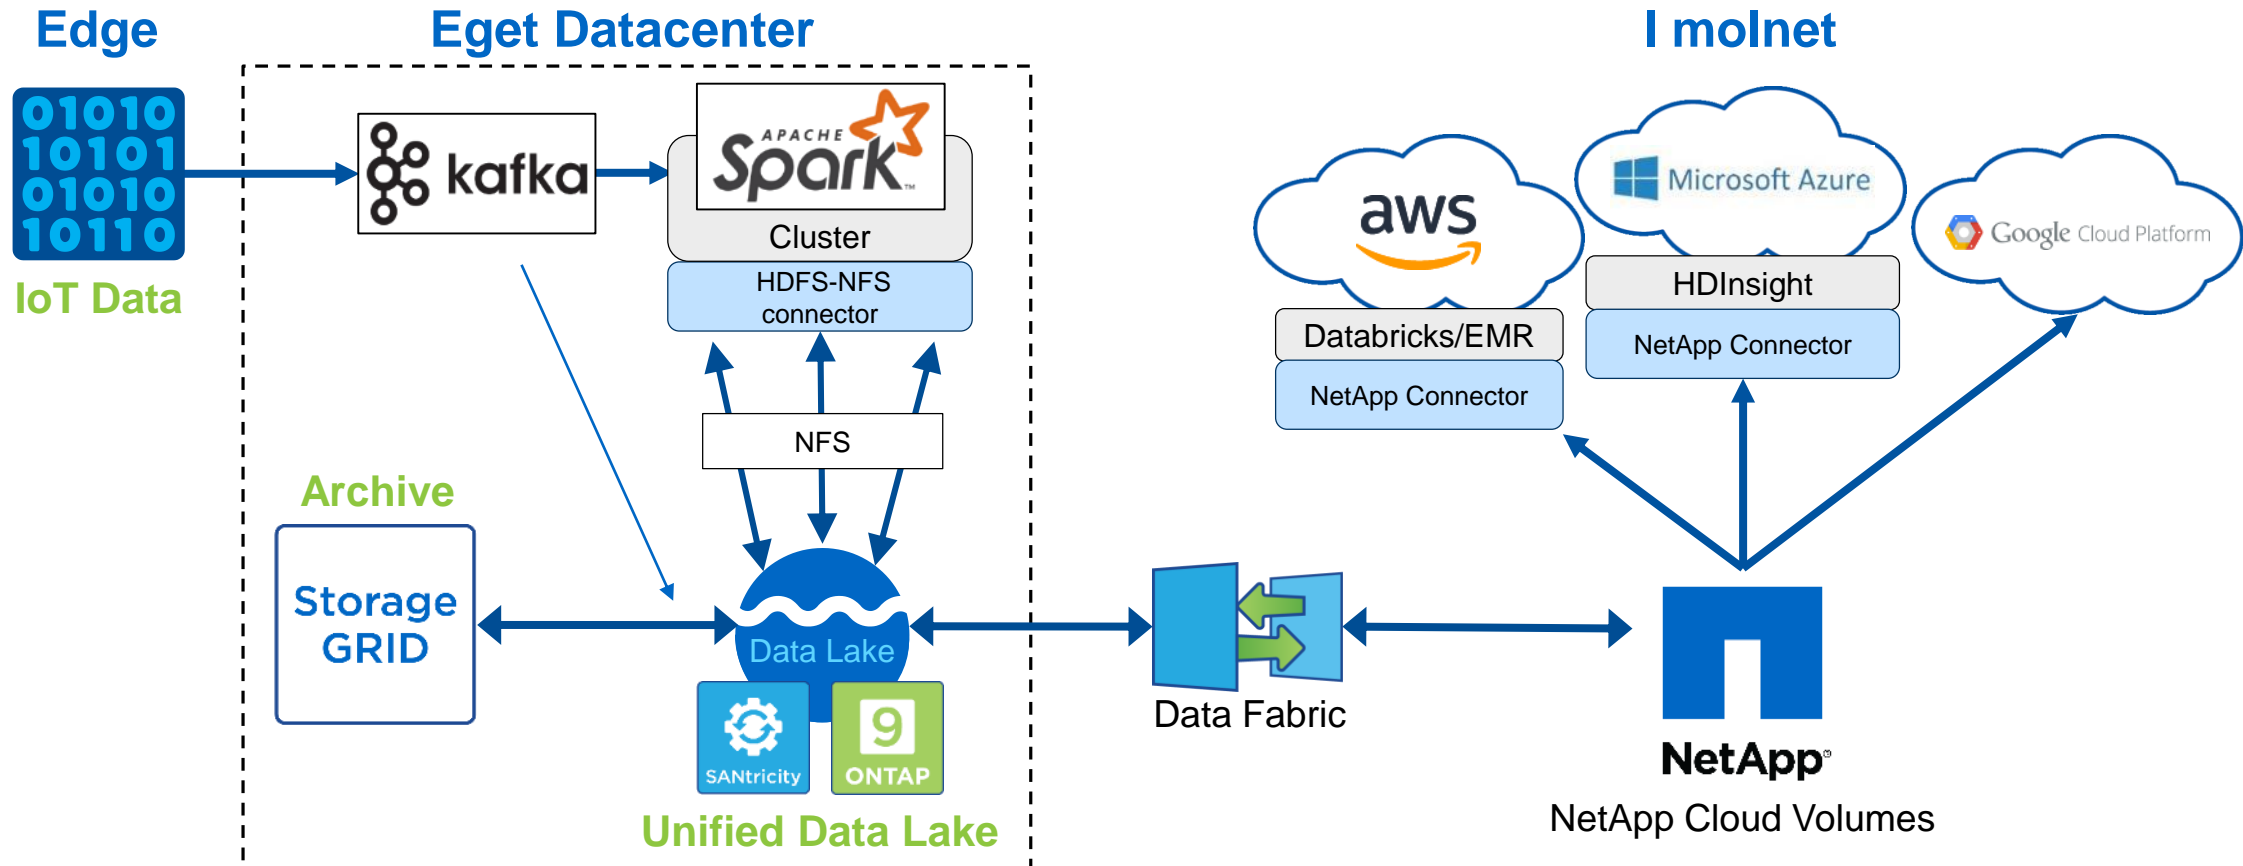 Edge
Eget Datacenter
I molnet
01010
10101
01010
10110
IoT Data
kafka
APACHE
Spark™
Cluster
HDFS-NFS
connector
NFS
Archive
Storage
GRID
Data Lake
SANtricity
9
ONTAP
Unified Data Lake
Data Fabric
aws
Databricks/EMR
NetApp Connector
Microsoft Azure
HDInsight
NetApp Connector
Google Cloud Platform
NetApp®
NetApp Cloud Volumes